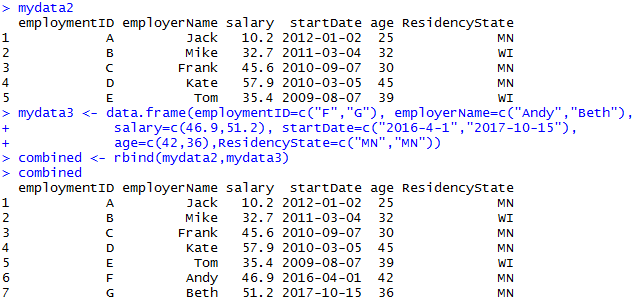 > mydata2
  employmentID employerName salary  startDate age ResidencyState
1            A         Jack   10.2 2012-01-02  25             MN
2            B         Mike   32.7 2011-03-04  32             WI
3            C        Frank   45.6 2010-09-07  30             MN
4            D         Kate   57.9 2010-03-05  45             MN
5            E          Tom   35.4 2009-08-07  39             WI
> mydata3 <- data.frame(employmentID=c("F","G"), employerName=c("Andy","Beth"),
+            salary=c(46.9,51.2), startDate=c("2016-4-1","2017-10-15"),
+            age=c(42,36),ResidencyState=c("MN","MN"))
> combined <- rbind(mydata2,mydata3)
> combined
  employmentID employerName salary  startDate age ResidencyState
1            A         Jack   10.2 2012-01-02  25             MN
2            B         Mike   32.7 2011-03-04  32             WI
3            C        Frank   45.6 2010-09-07  30             MN
4            D         Kate   57.9 2010-03-05  45             MN
5            E          Tom   35.4 2009-08-07  39             WI
6            F         Andy   46.9 2016-04-01  42             MN
7            G         Beth   51.2 2017-10-15  36             MN